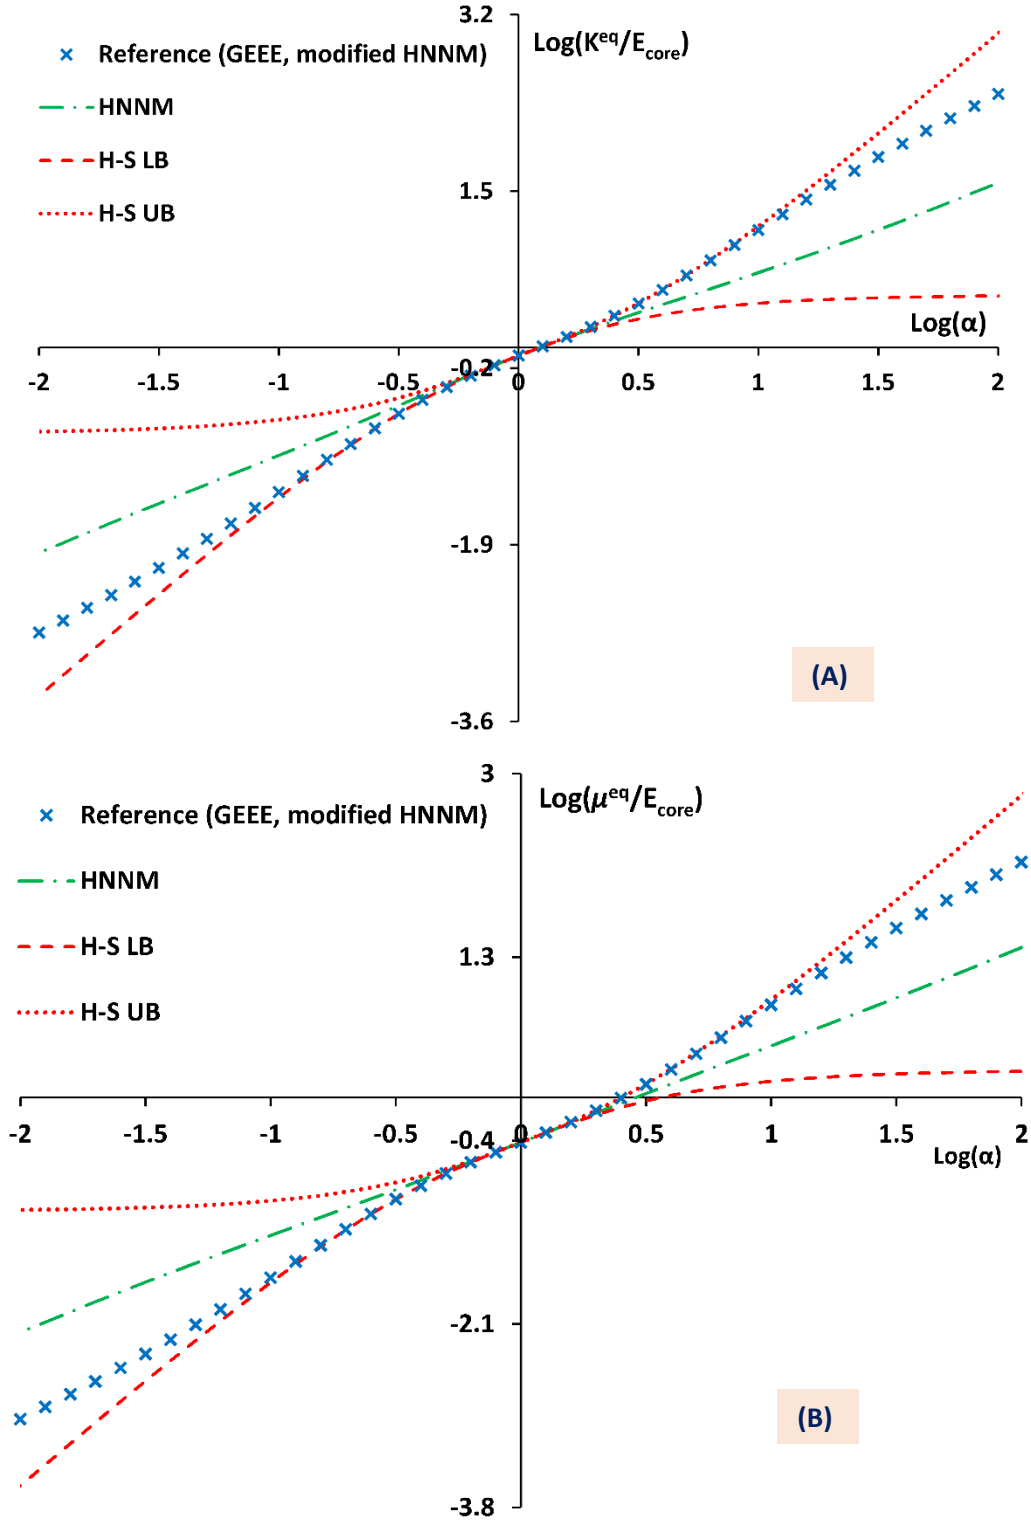 3.2
Log(K^eq/E_core)
Reference (GEEE, modified HNNM)
HNNM
H-S LB
H-S UB
1.5
Log(α)
-0.2
-2 -1.5 -1 -0.5 0 0.5 1 1.5 2
-1.9
(A)
-3.6
3
Log(μ^eq/E_core)
Reference (GEEE, modified HNNM)
HNNM
H-S LB
H-S UB
1.3
-2 -1.5 -1 -0.5 0 0.5 1 1.5 2
-0.4
Log(α)
-2.1
(B)
-3.8